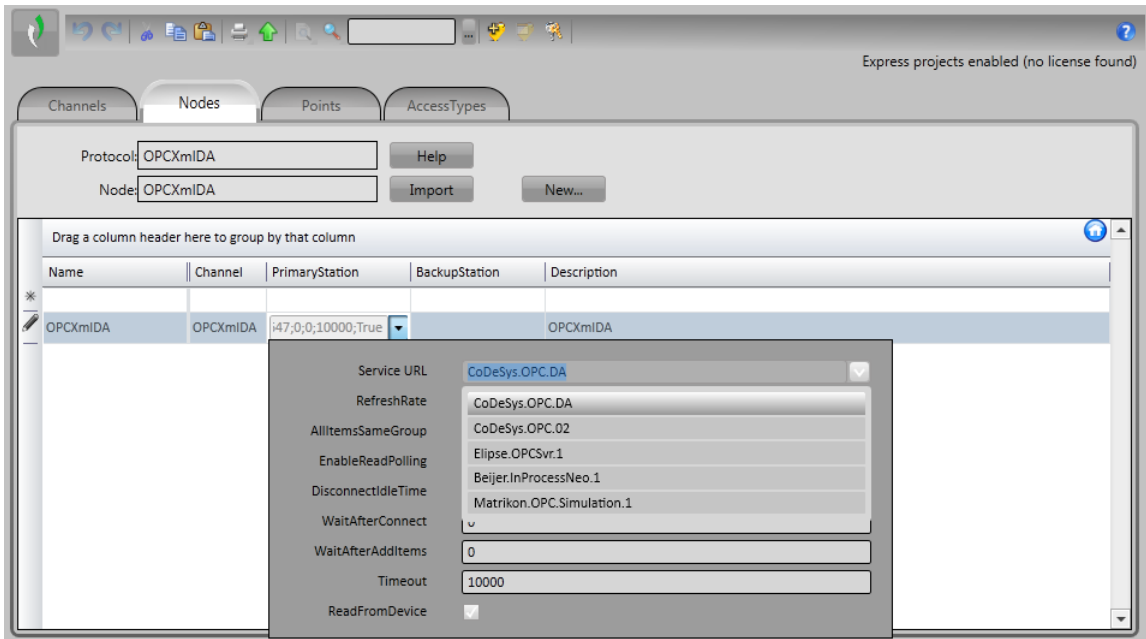 Express projects enabled (no license found)
Channels Nodes Points AccessTypes
Protocol: OPCXmlDA Help
Node: OPCXmlDA Import New...
Drag a column header here to group by that column
Name Channel PrimaryStation BackupStation Description
OPCXmlDA OPCXmlDA i47;0;0;10000;True OPCXmlDA
Service URL CoDeSys.OPC.DA
RefreshRate CoDeSys.OPC.DA
AllItemsSameGroup CoDeSys.OPC.02
EnableReadPolling Elipse.OPCSvr.1
Beijer.InProcessNeo.1
DisconnectIdleTime
Matrikon.OPC.Simulation.1
WaitAfterConnect
WaitAfterAddItems 0
Timeout 10000
ReadFromDevice